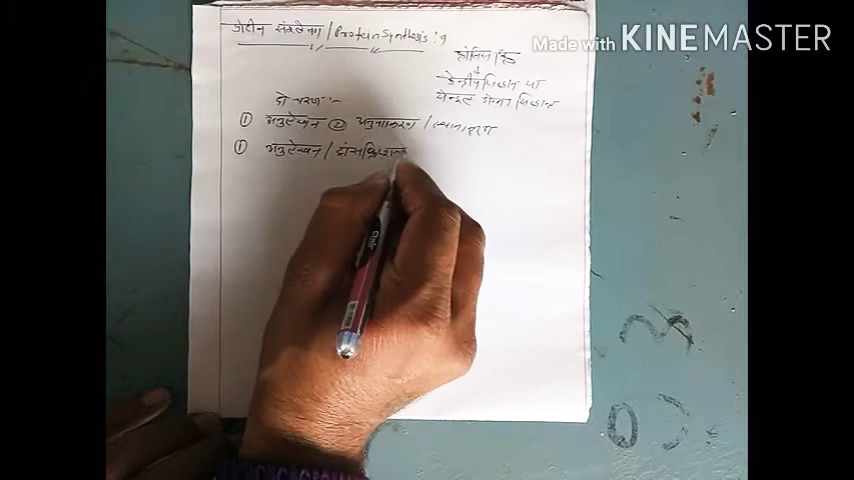 प्रोटीन संश्लेषण / Protein Synthesis :-
दो चरण :-
① अनुलेखन ② अनुवादन / स्थानांतरण
① अनुलेखन / ट्रांसक्रिप्शन
केन्द्रीय सिद्धान्त या
सेन्ट्रल डोग्मा सिद्धान्त
Made with KINEMASTER